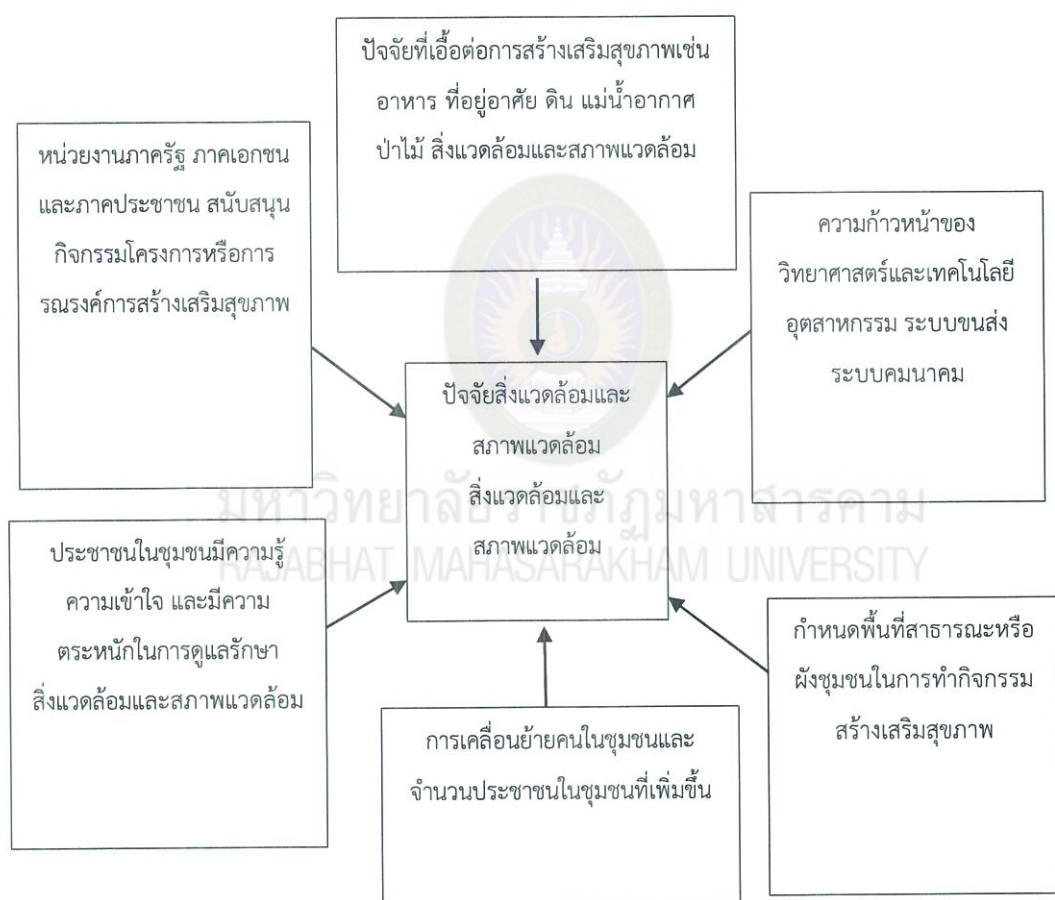 ปัจจัยที่เอื้อต่อการสร้างเสริมสุขภาพเช่น
อาหาร ที่อยู่อาศัย ดิน แม่น้ำอากาศ
ป่าไม้ สิ่งแวดล้อมและสภาพแวดล้อม
หน่วยงานภาครัฐ ภาคเอกชน
และภาคประชาชน สนับสนุน
กิจกรรมโครงการหรือการ
รณรงค์การสร้างเสริมสุขภาพ
ความก้าวหน้าของ
วิทยาศาสตร์และเทคโนโลยี
อุตสาหกรรม ระบบขนส่ง
ระบบคมนาคม
ปัจจัยสิ่งแวดล้อมและ
สภาพแวดล้อม
สิ่งแวดล้อมและ
สภาพแวดล้อม
มหาวิทยาลัยราชภัฏมหาสารคาม
RAJABHAT MAHASARAKHAM UNIVERSITY
ประชาชนในชุมชนมีความรู้
ความเข้าใจ และมีความ
ตระหนักในการดูแลรักษา
สิ่งแวดล้อมและสภาพแวดล้อม
การเคลื่อนย้ายคนในชุมชนและ
จำนวนประชาชนในชุมชนที่เพิ่มขึ้น
กำหนดพื้นที่สาธารณะหรือ
ผังชุมชนในการทำกิจกรรม
สร้างเสริมสุขภาพ